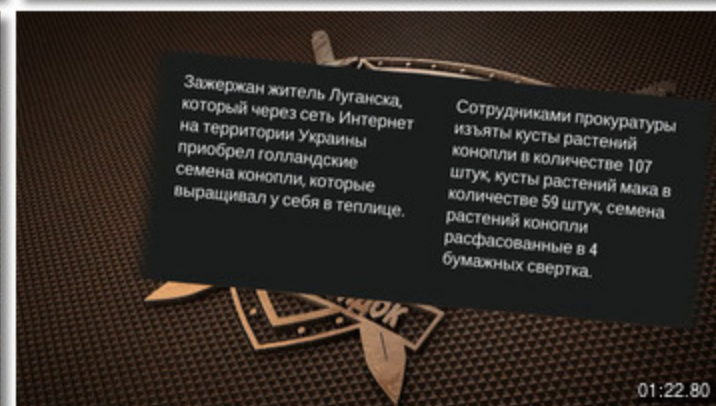 Зажержан житель Луганска,
который через сеть Интернет
на территории Украины
приобрел голландские
семена конопли, которые
выращивал у себя в теплице.
Сотрудниками прокуратуры
изъяты кусты растений
конопли в количестве 107
штук, кусты растений мака в
количестве 59 штук, семена
растений конопли
расфасованные в 4
бумажных свертка.
01:22.80